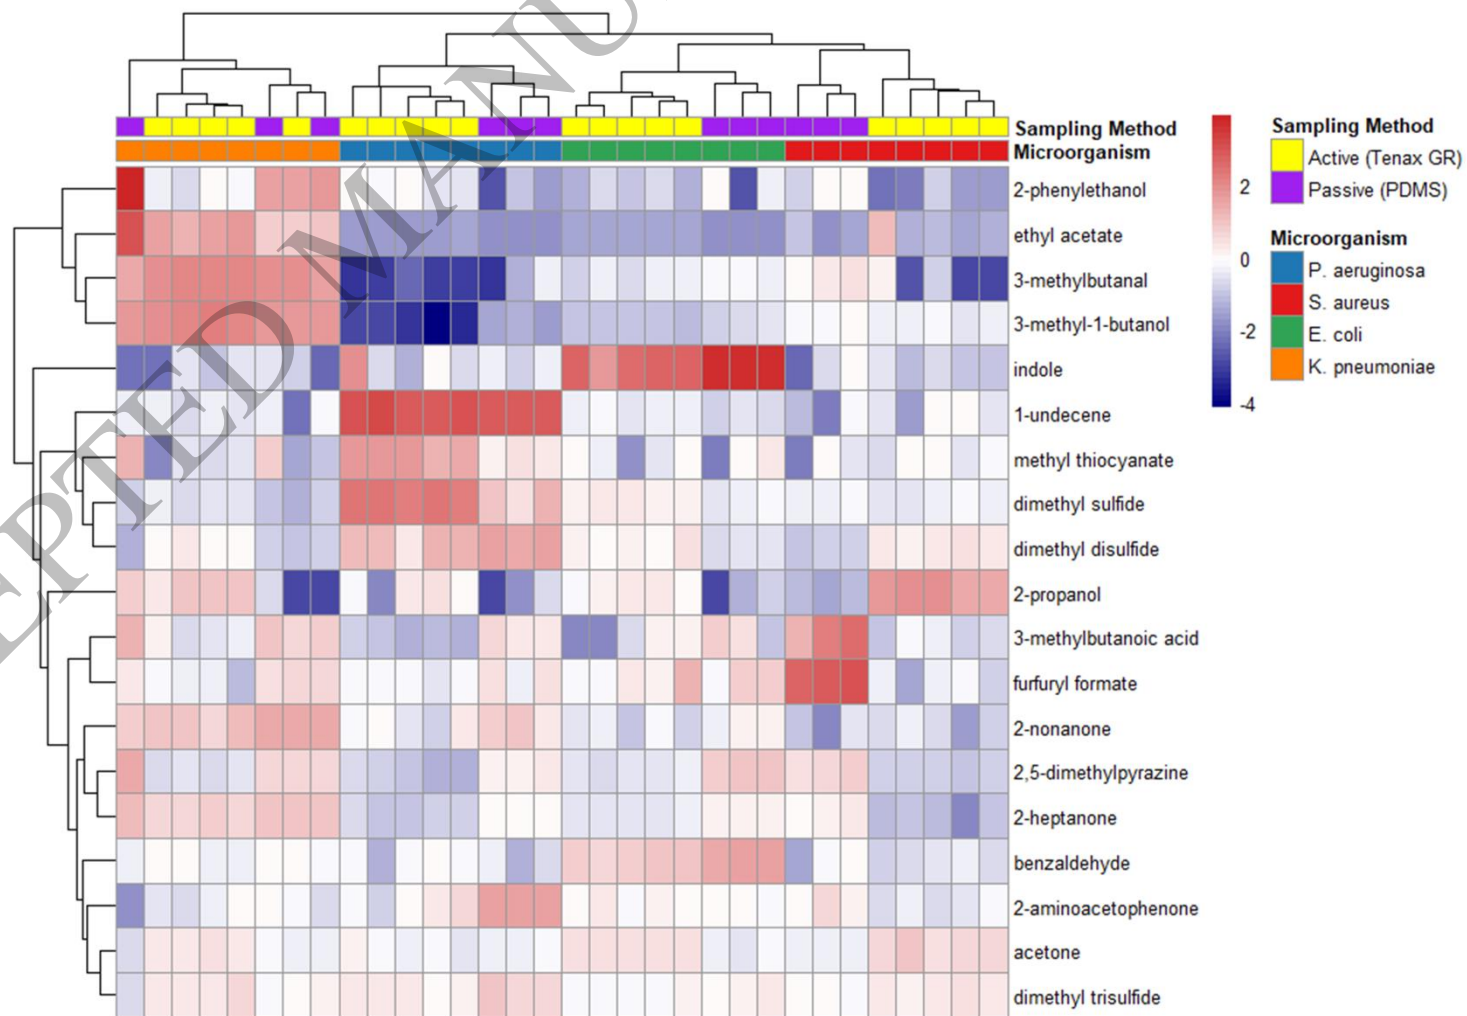 EPTED MANU
Sampling Method
Microorganism
2-phenylethanol
ethyl acetate
3-methylbutanal
3-methyl-1-butanol
indole
1-undecene
methyl thiocyanate
dimethyl sulfide
dimethyl disulfide
2-propanol
3-methylbutanoic acid
furfuryl formate
2-nonanone
2,5-dimethylpyrazine
2-heptanone
benzaldehyde
2-aminoacetophenone
acetone
dimethyl trisulfide
2
0
-2
-4
Sampling Method
Active (Tenax GR)
Passive (PDMS)
Microorganism
P. aeruginosa
S. aureus
E. coli
K. pneumoniae